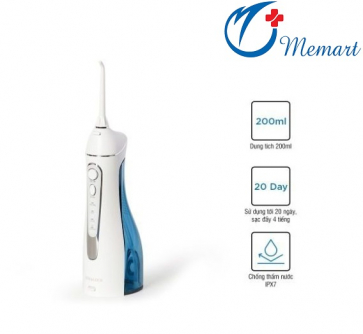 Memart
200ml
Dung tích 200ml
20 Day
Sử dụng tới 20 ngày,
sạc đầy 4 tiếng
Chống thấm nước
IPX7